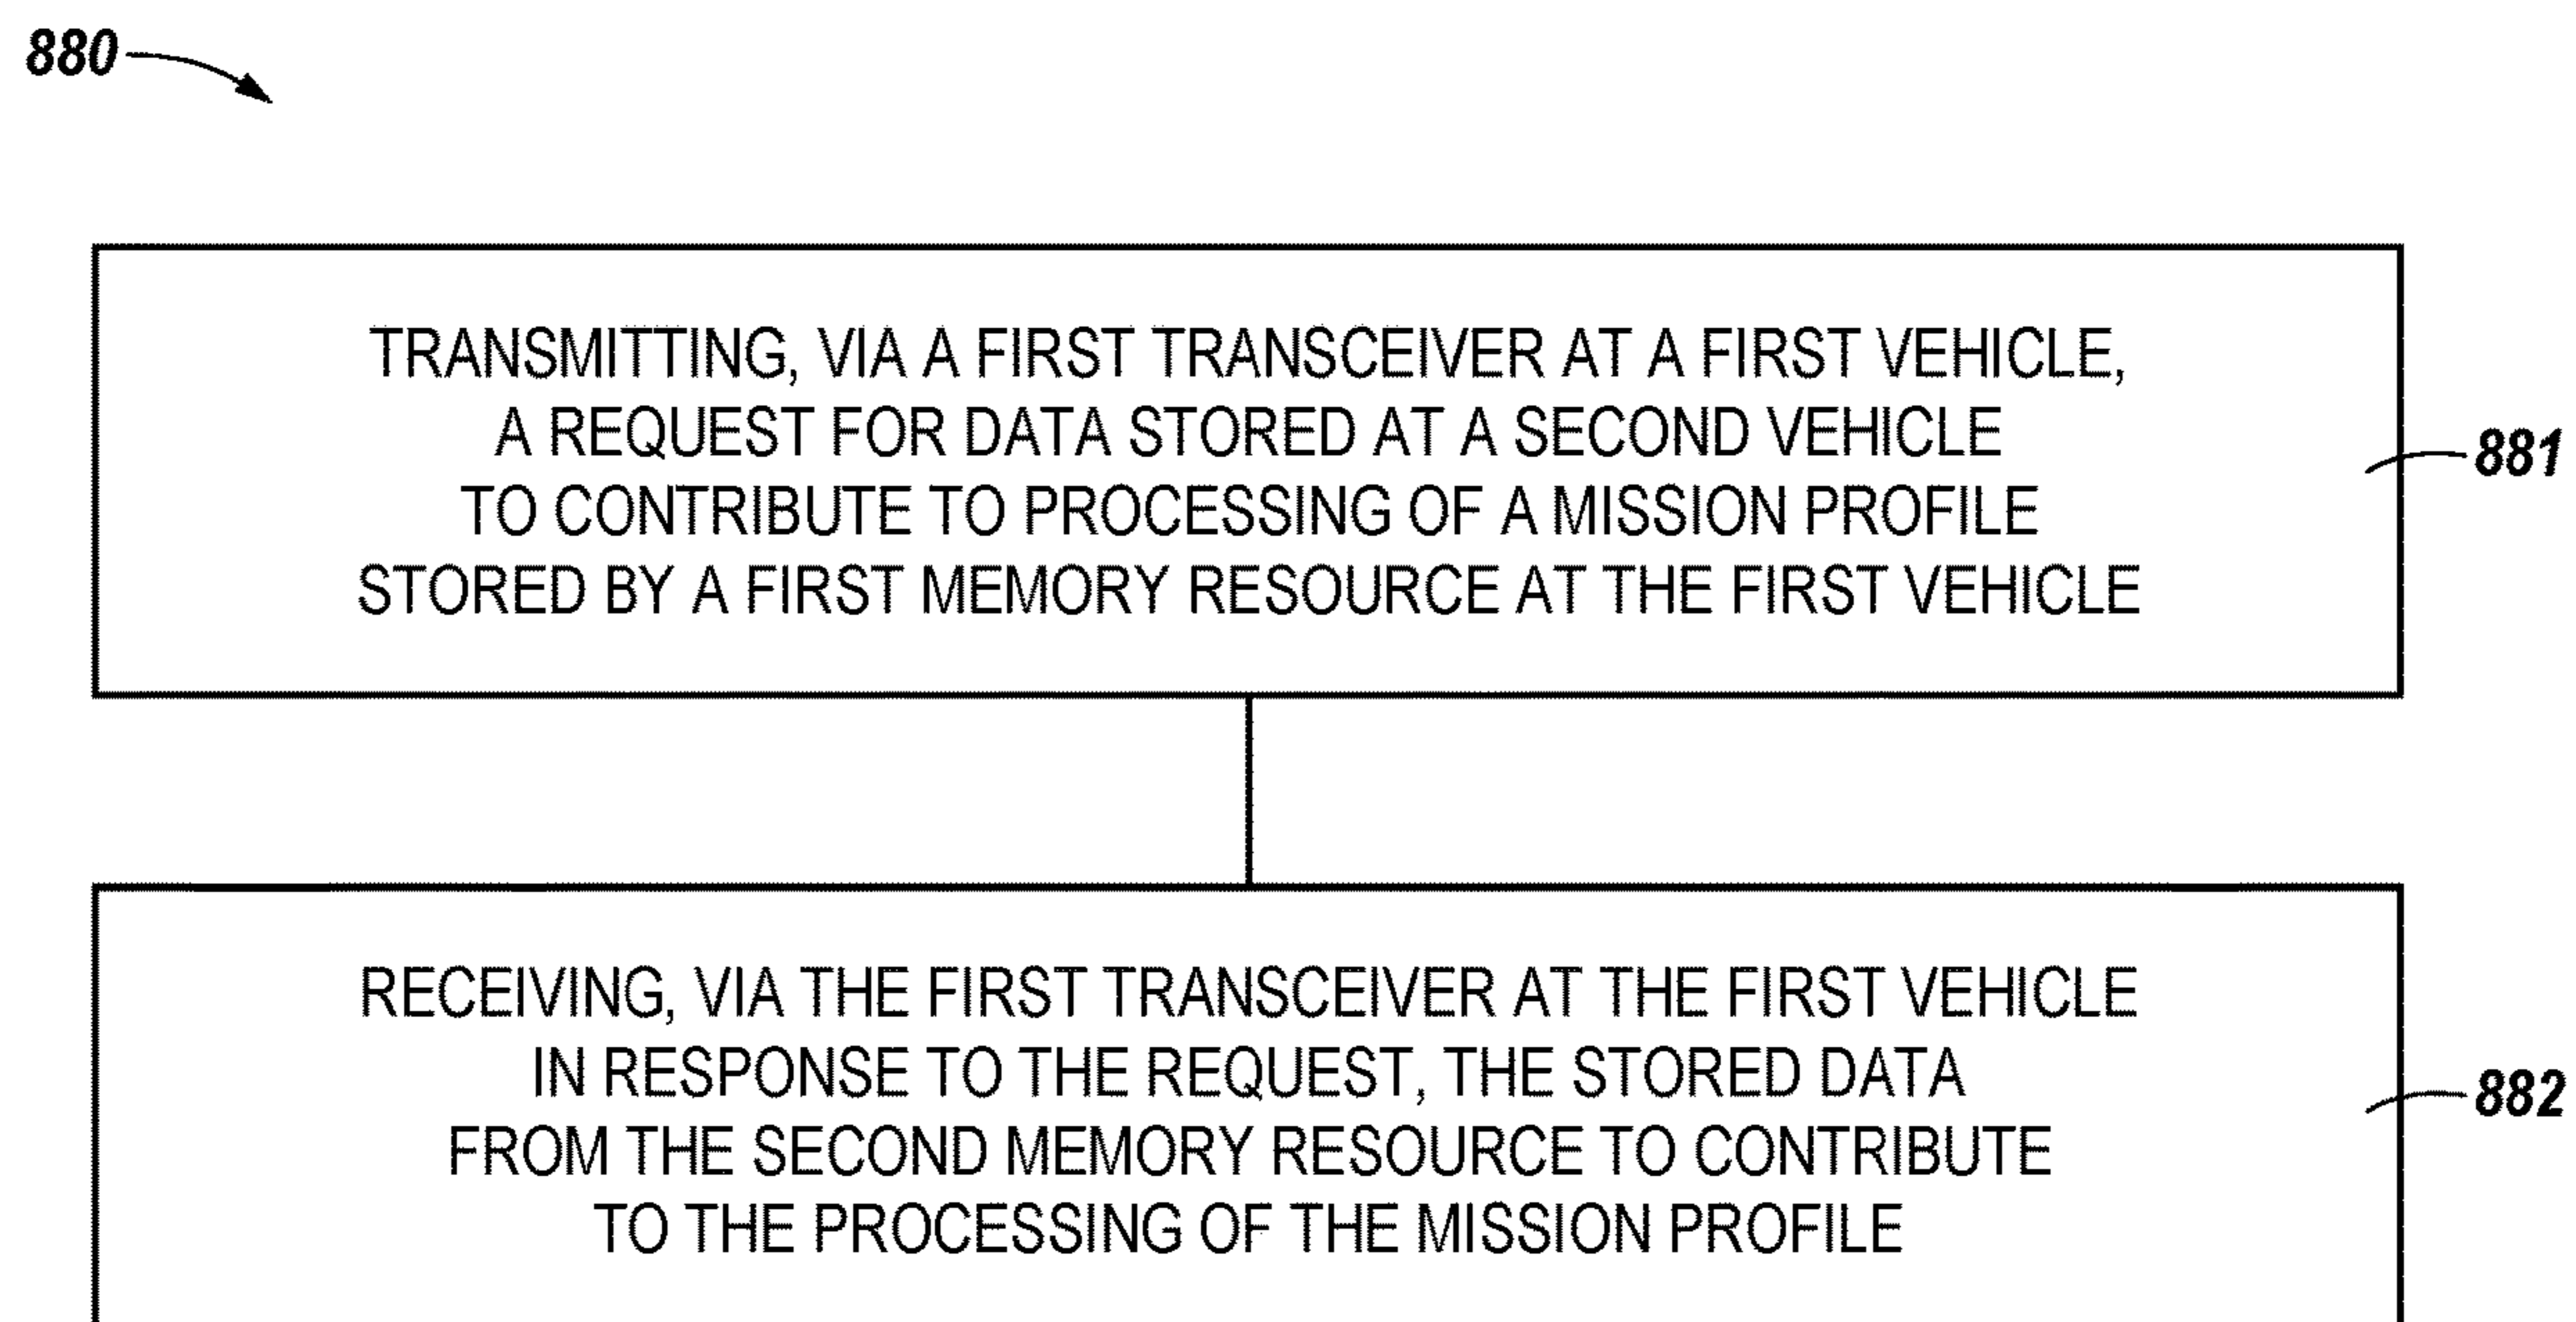 880
TRANSMITTING, VIA A FIRST TRANSCEIVER AT A FIRST VEHICLE,
A REQUEST FOR DATA STORED AT A SECOND VEHICLE
TO CONTRIBUTE TO PROCESSING OF A MISSION PROFILE
STORED BY A FIRST MEMORY RESOURCE AT THE FIRST VEHICLE
881
RECEIVING, VIA THE FIRST TRANSCEIVER AT THE FIRST VEHICLE
IN RESPONSE TO THE REQUEST, THE STORED DATA
FROM THE SECOND MEMORY RESOURCE TO CONTRIBUTE
TO THE PROCESSING OF THE MISSION PROFILE
882